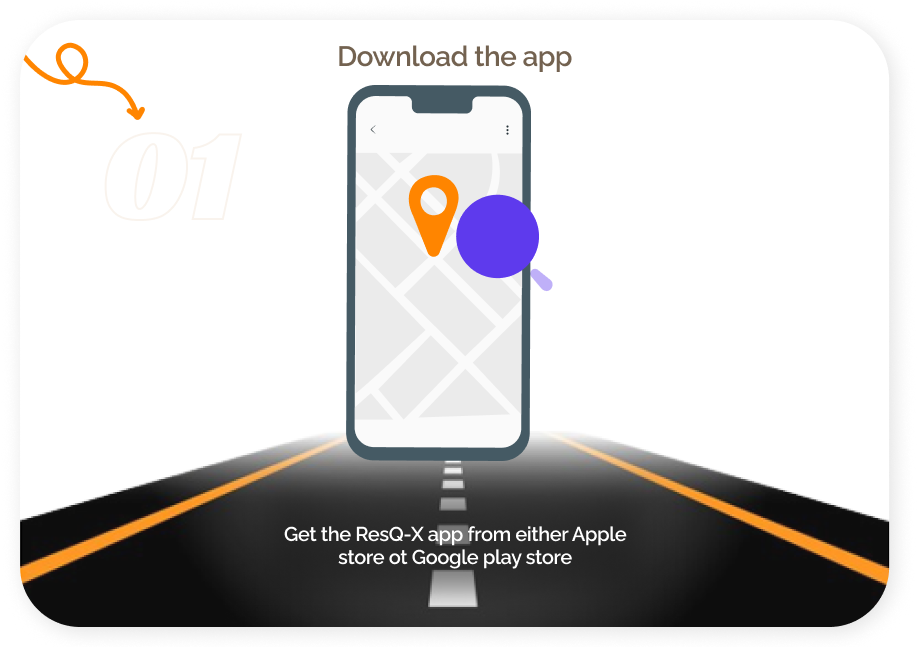 Download the app
01
Get the ResQ-X app from either Apple
store ot Google play store